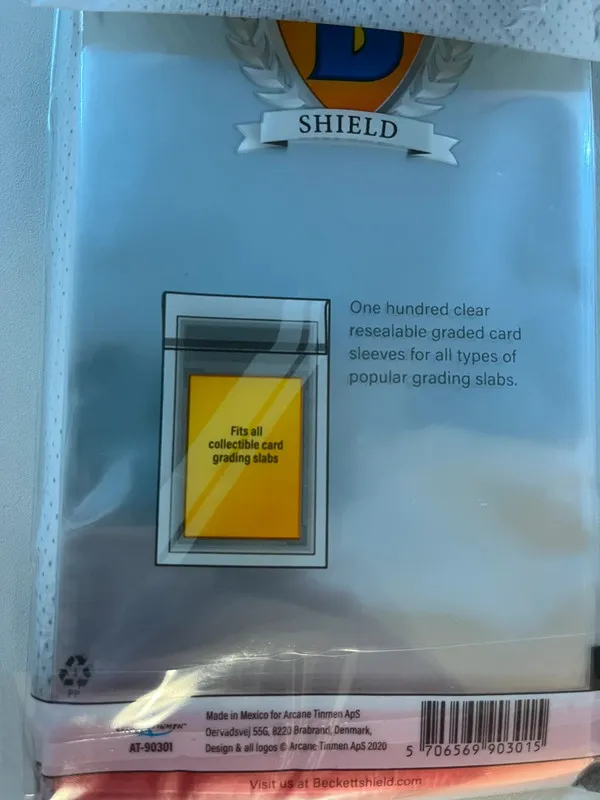 SHIELD
One hundred clear
resealable graded card
sleeves for all types of
popular grading slabs.
Fits all
collectible card
grading slabs
PP
AT-90301
Made in Mexico for Arcane Tinmen ApS
Oervadsvej 55G, 8220 Brabrand, Denmark,
Design & all logos © Arcane Tinmen ApS 2020
5 706569 903015
Visit us at Beckettshield.com